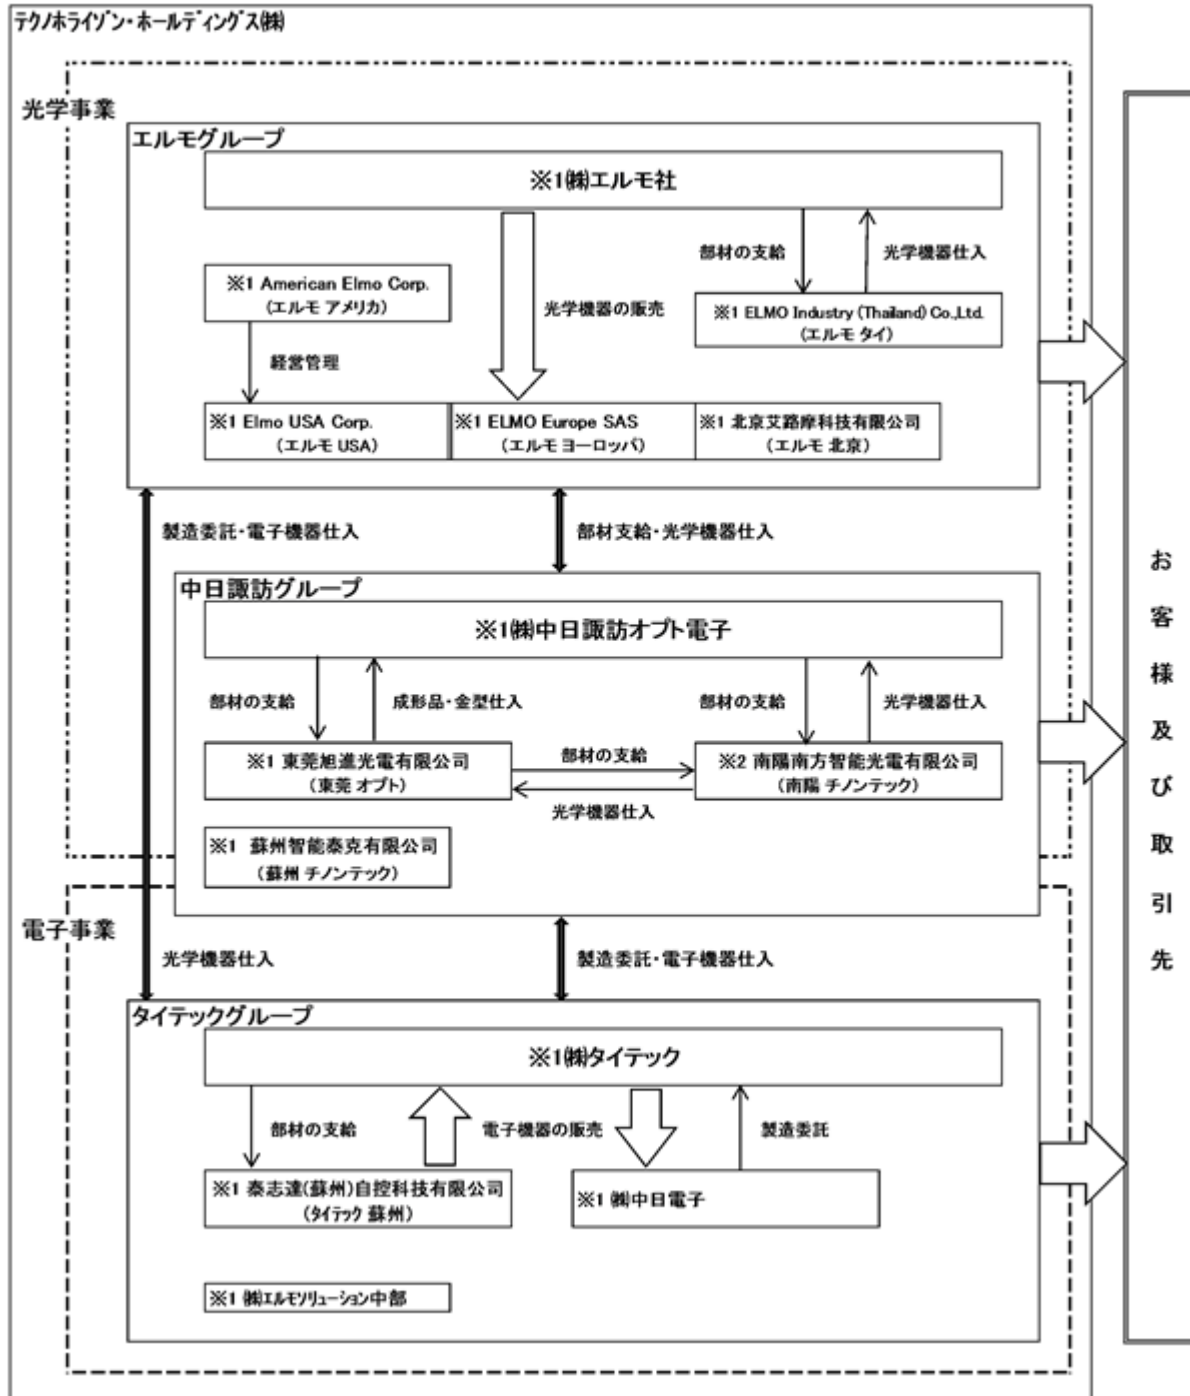 テクノホライゾン・ホールディングス㈱
光学事業
エルモグループ
※1㈱エルモ社
部材の支給
光学機器仕入
※1 American Elmo Corp.
(エルモ アメリカ)
光学機器の販売
※1 ELMO Industry (Thailand) Co.,Ltd.
(エルモ タイ)
経営管理
※1 Elmo USA Corp.
(エルモ USA)
※1 ELMO Europe SAS
(エルモ ヨーロッパ)
※1 北京艾路摩科技有限公司
(エルモ 北京)
製造委託・電子機器仕入
部材支給・光学機器仕入
中日諏訪グループ
※1㈱中日諏訪オプト電子
部材の支給
成形品・金型仕入
部材の支給
光学機器仕入
※1 東莞旭進光電有限公司
(東莞 オプト)
部材の支給
光学機器仕入
※2 南陽南方智能光電有限公司
(南陽 チノンテック)
※1 蘇州智能泰克有限公司
(蘇州 チノンテック)
電子事業
光学機器仕入
製造委託・電子機器仕入
タイテックグループ
※1㈱タイテック
部材の支給
電子機器の販売
製造委託
※1 泰志達(蘇州)自控科技有限公司
(タイテック 蘇州)
※1 ㈱中日電子
※1 ㈱エルモソリューション中部
お客様及び取引先